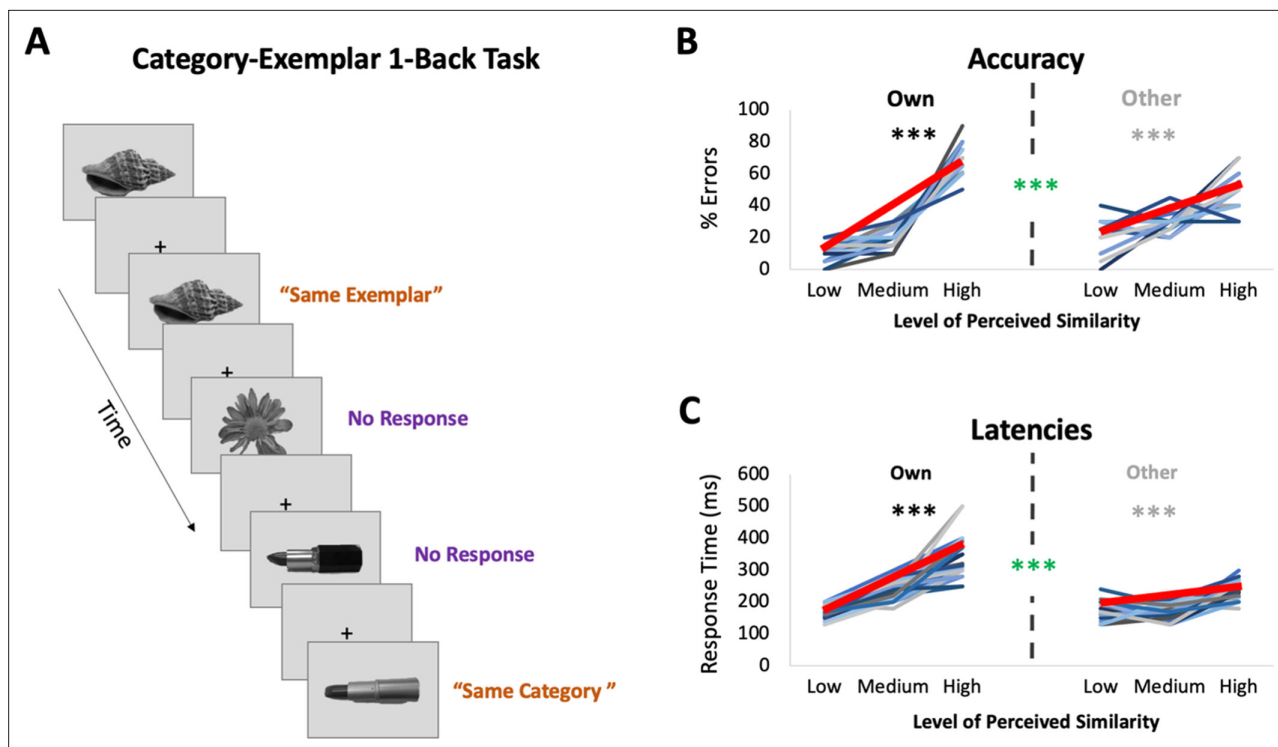 A
Category-Exemplar 1-Back Task
+
+
"Same Exemplar"
+
No Response
+
No Response
+
"Same Category "
Time
B
Accuracy
Own
Other
***
***
***
% Errors
100
80
60
40
20
0
Low Medium High
Low Medium High
Level of Perceived Similarity
C
Latencies
Own
Other
***
***
***
Response Time (ms)
600
500
400
300
200
100
0
Low Medium High
Low Medium High
Level of Perceived Similarity